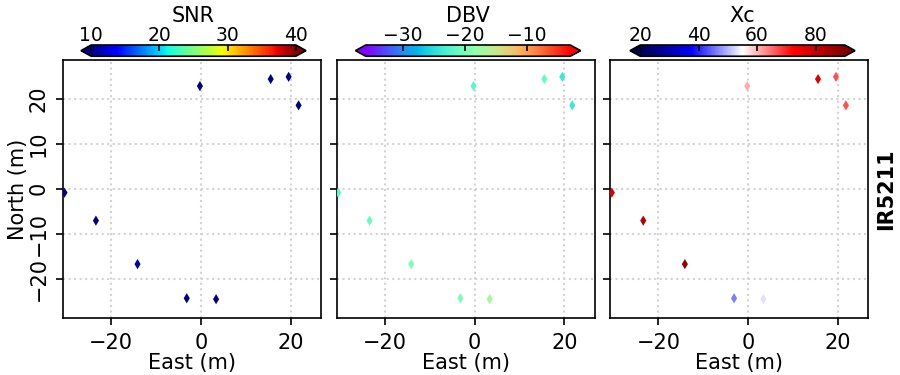 SNR DBV Xc
10 20 30 40 −30 −20 −10 20 40 60 80
20
10
0
−10
−20
North (m)
IR5211
−20 0 20 −20 0 20 −20 0 20
East (m) East (m) East (m)